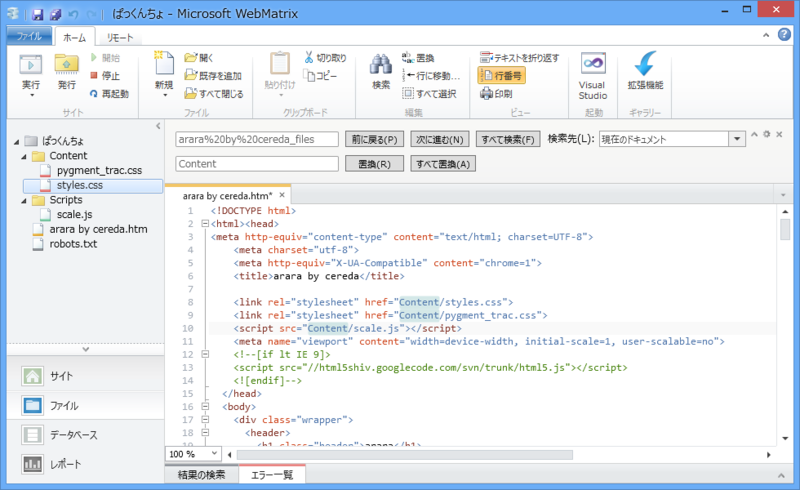 ぱっくんちょ - Microsoft WebMatrix
ファイル ホーム リモート
実行
発行
開始
停止
再起動
サイト
新規
開く
既存を追加
すべて閉じる
ファイル
貼り付け
切り取り
コピー
クリップボード
検索
置換
行に移動...
すべて選択
編集
テキストを折り返す
行番号
印刷
ビュー
Visual
Studio
起動
拡張機能
ギャラリー
ぱっくんちょ
Content
pygment_trac.css
styles.css
Scripts
scale.js
arara by cereda.htm
robots.txt
サイト
ファイル
データベース
レポート
arara%20by%20cereda_files 前に戻る(P) 次に進む(N) すべて検索(F) 検索先(L): 現在のドキュメント
Content 置換(R) すべて置換(A)
arara by cereda.htm*
1 <!DOCTYPE html>
2 <html><head>
3 <meta http-equiv="content-type" content="text/html; charset=UTF-8">
4 <meta charset="utf-8">
5 <meta http-equiv="X-UA-Compatible" content="chrome=1">
6 <title>arara by cereda</title>
7
8 <link rel="stylesheet" href="Content/styles.css">
9 <link rel="stylesheet" href="Content/pygment_trac.css">
10 <script src="Content/scale.js"></script>
11 <meta name="viewport" content="width=device-width, initial-scale=1, user-scalable=no">
12 <!--[if lt IE 9]>
13 <script src="//html5shiv.googlecode.com/svn/trunk/html5.js"></script>
14 <![endif]-->
15 </head>
16 <body>
17 <div class="wrapper">
18 <header>
19 <h1 class="header">arara</h1>
100 %
結果の検索 エラー一覧